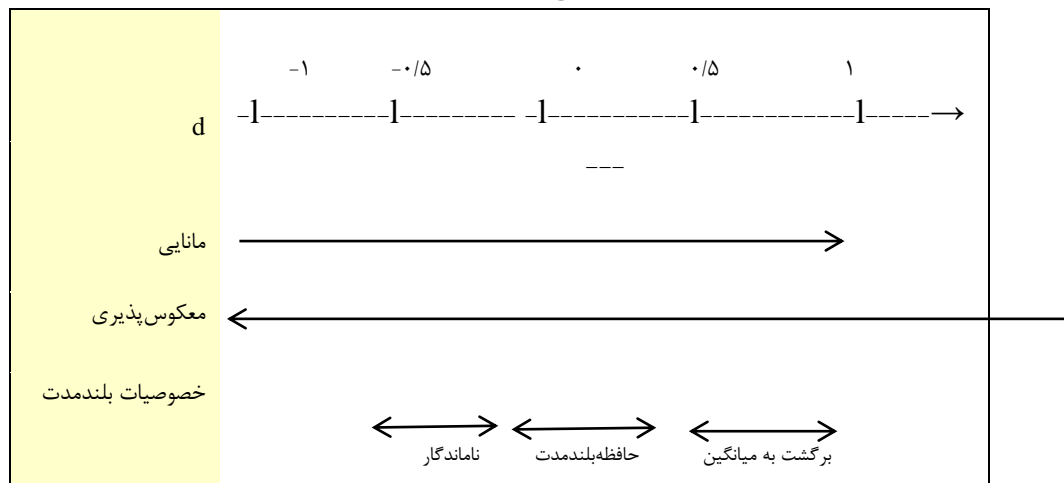 -۱ -۰/۵ ۰ ۰/۵ ۱
d -l----------l--------- -l-----------l------------l-----→
---
مانایی
معکوس‌پذیری
خصوصیات بلندمدت
ناماندگار حافظه‌بلندمدت برگشت به میانگین